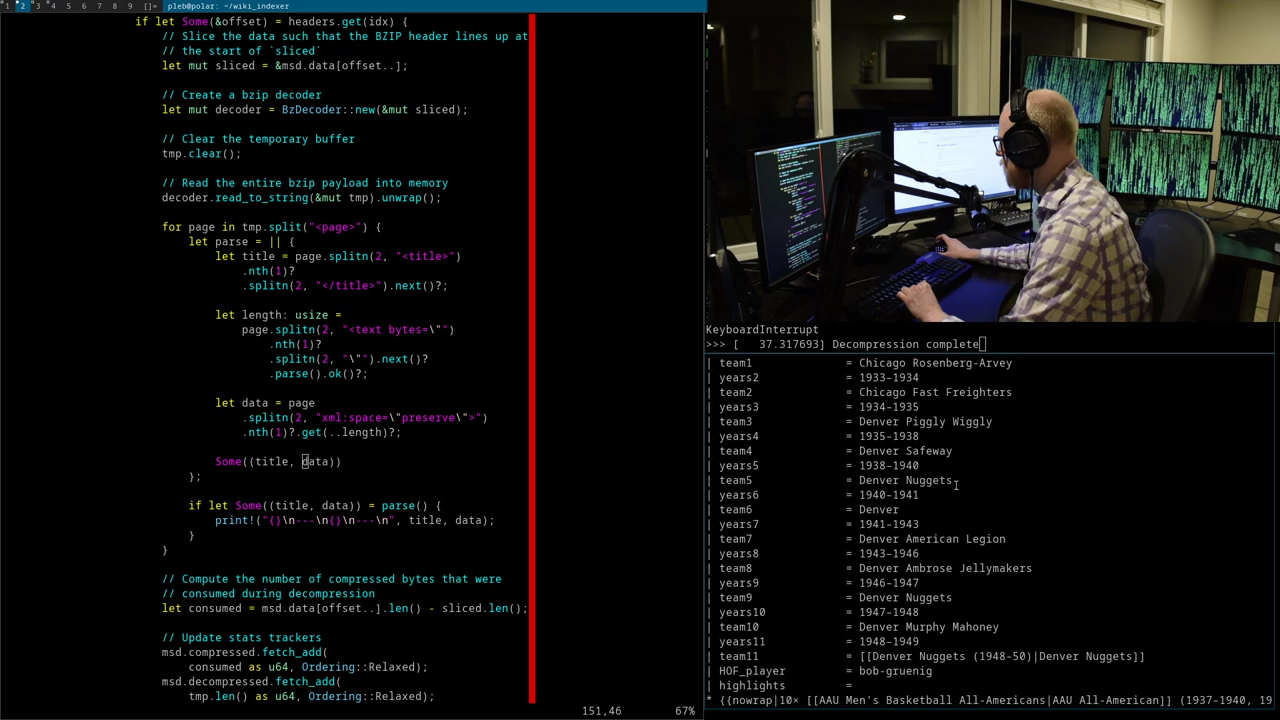 1 2 3 4 5 6 7 8 9 []= pleb@polar: ~/wiki_indexer
if let Some(&offset) = headers.get(idx) {
// Slice the data such that the BZIP header lines up at
// the start of `sliced`
let mut sliced = &msd.data[offset..];
// Create a bzip decoder
let mut decoder = BzDecoder::new(&mut sliced);
// Clear the temporary buffer
tmp.clear();
// Read the entire bzip payload into memory
decoder.read_to_string(&mut tmp).unwrap();
for page in tmp.split("<page>") {
let parse = || {
let title = page.splitn(2, "<title>")
.nth(1)?
.splitn(2, "</title>").next()?;
let length: usize =
page.splitn(2, "<text bytes=\"")
.nth(1)?
.splitn(2, "\"").next()?
.parse().ok()?;
let data = page
.splitn(2, "xml:space=\"preserve\">")
.nth(1)?.get(..length)?;
Some((title, data))
};
if let Some((title, data)) = parse() {
print!("{}\n---\n{}\n---\n", title, data);
}
}
// Compute the number of compressed bytes that were
// consumed during decompression
let consumed = msd.data[offset..].len() - sliced.len();
// Update stats trackers
msd.compressed.fetch_add(
consumed as u64, Ordering::Relaxed);
msd.decompressed.fetch_add(
tmp.len() as u64, Ordering::Relaxed);
151,46 67%
KeyboardInterrupt
>>> [ 37.317693] Decompression complete
| team1 = Chicago Rosenberg-Arvey
| years2 = 1933–1934
| team2 = Chicago Fast Freighters
| years3 = 1934–1935
| team3 = Denver Piggly Wiggly
| years4 = 1935–1938
| team4 = Denver Safeway
| years5 = 1938–1940
| team5 = Denver Nuggets
| years6 = 1940–1941
| team6 = Denver
| years7 = 1941–1943
| team7 = Denver American Legion
| years8 = 1943–1946
| team8 = Denver Ambrose Jellymakers
| years9 = 1946–1947
| team9 = Denver Nuggets
| years10 = 1947–1948
| team10 = Denver Murphy Mahoney
| years11 = 1948–1949
| team11 = [[Denver Nuggets (1948–50)|Denver Nuggets]]
| HOF_player = bob-gruenig
| highlights =
* {{nowrap|10× [[AAU Men's Basketball All-Americans|AAU All-American]] (1937–1940, 19